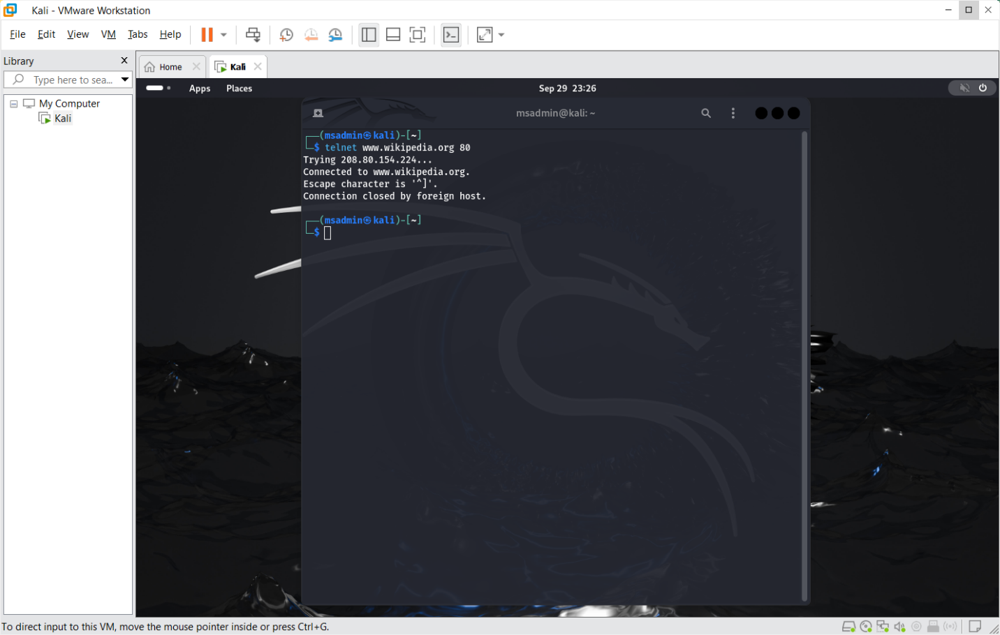 Kali - VMware Workstation
File Edit View VM Tabs Help
Library X
Type here to sea...
Home
Kali
My Computer
Kali
Apps Places
Sep 29 23:26
msadmin@kali: ~
┌──(msadmin㉿kali)-[~]
└─$ telnet www.wikipedia.org 80
Trying 208.80.154.224...
Connected to www.wikipedia.org.
Escape character is '^]'.
Connection closed by foreign host.
┌──(msadmin㉿kali)-[~]
└─$
To direct input to this VM, move the mouse pointer inside or press Ctrl+G.